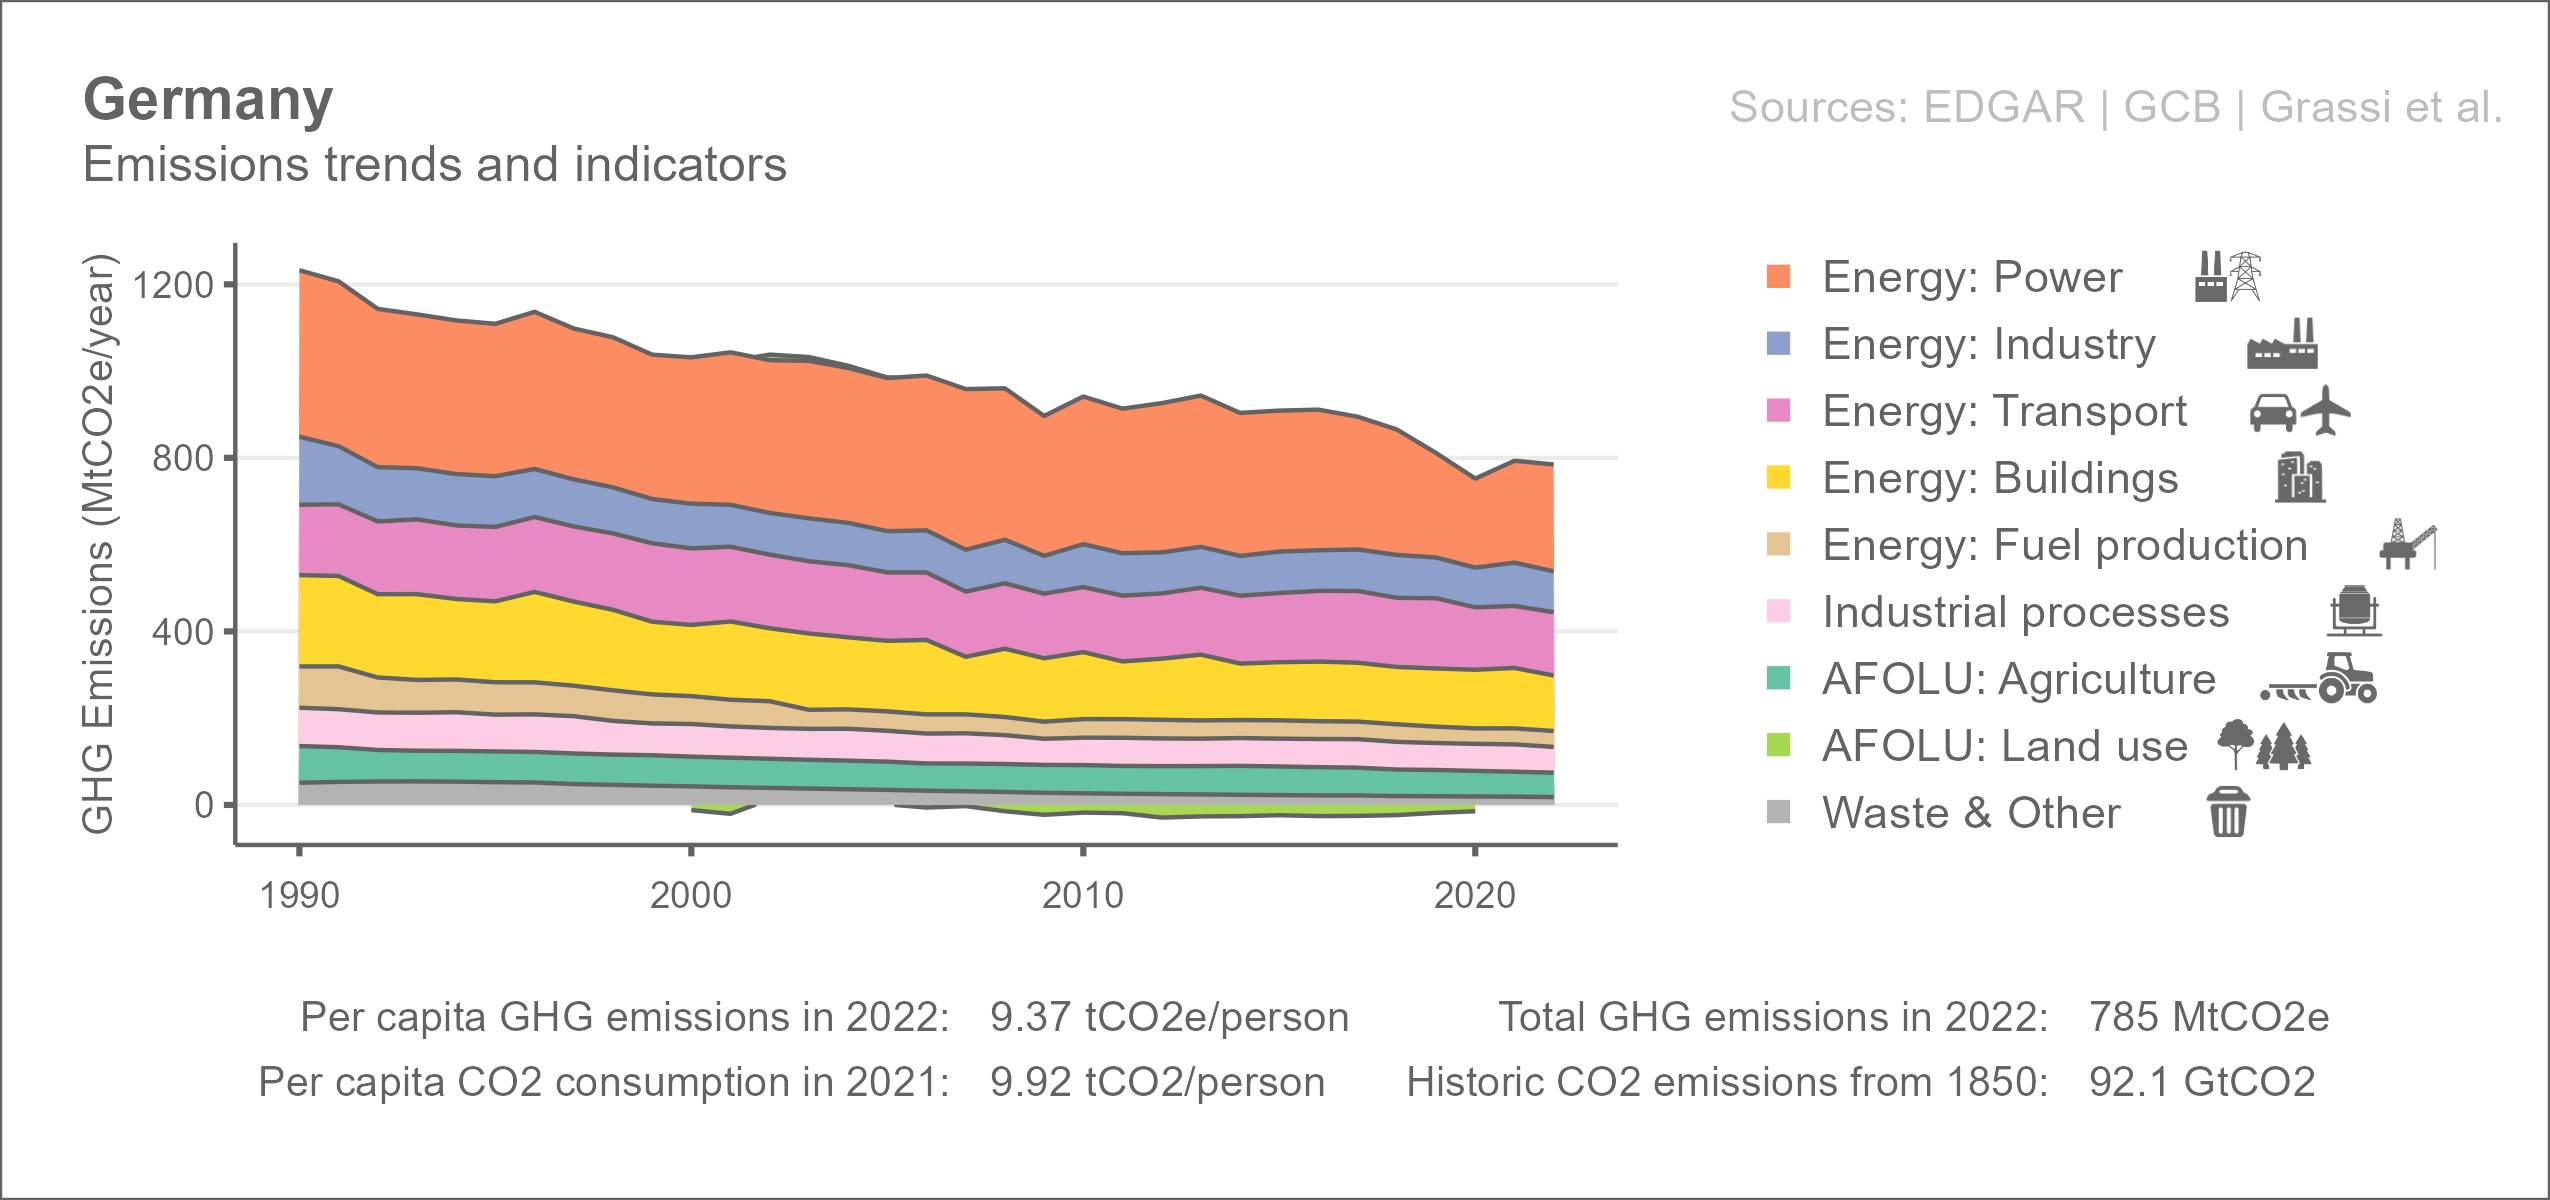 Germany
Sources: EDGAR | GCB | Grassi et al.
Emissions trends and indicators
GHG Emissions (MtCO2e/year)
1200
800
400
0
1990
2000
2010
2020
Energy: Power
Energy: Industry
Energy: Transport
Energy: Buildings
Energy: Fuel production
Industrial processes
AFOLU: Agriculture
AFOLU: Land use
Waste & Other
Per capita GHG emissions in 2022: 9.37 tCO2e/person
Total GHG emissions in 2022: 785 MtCO2e
Per capita CO2 consumption in 2021: 9.92 tCO2/person
Historic CO2 emissions from 1850: 92.1 GtCO2